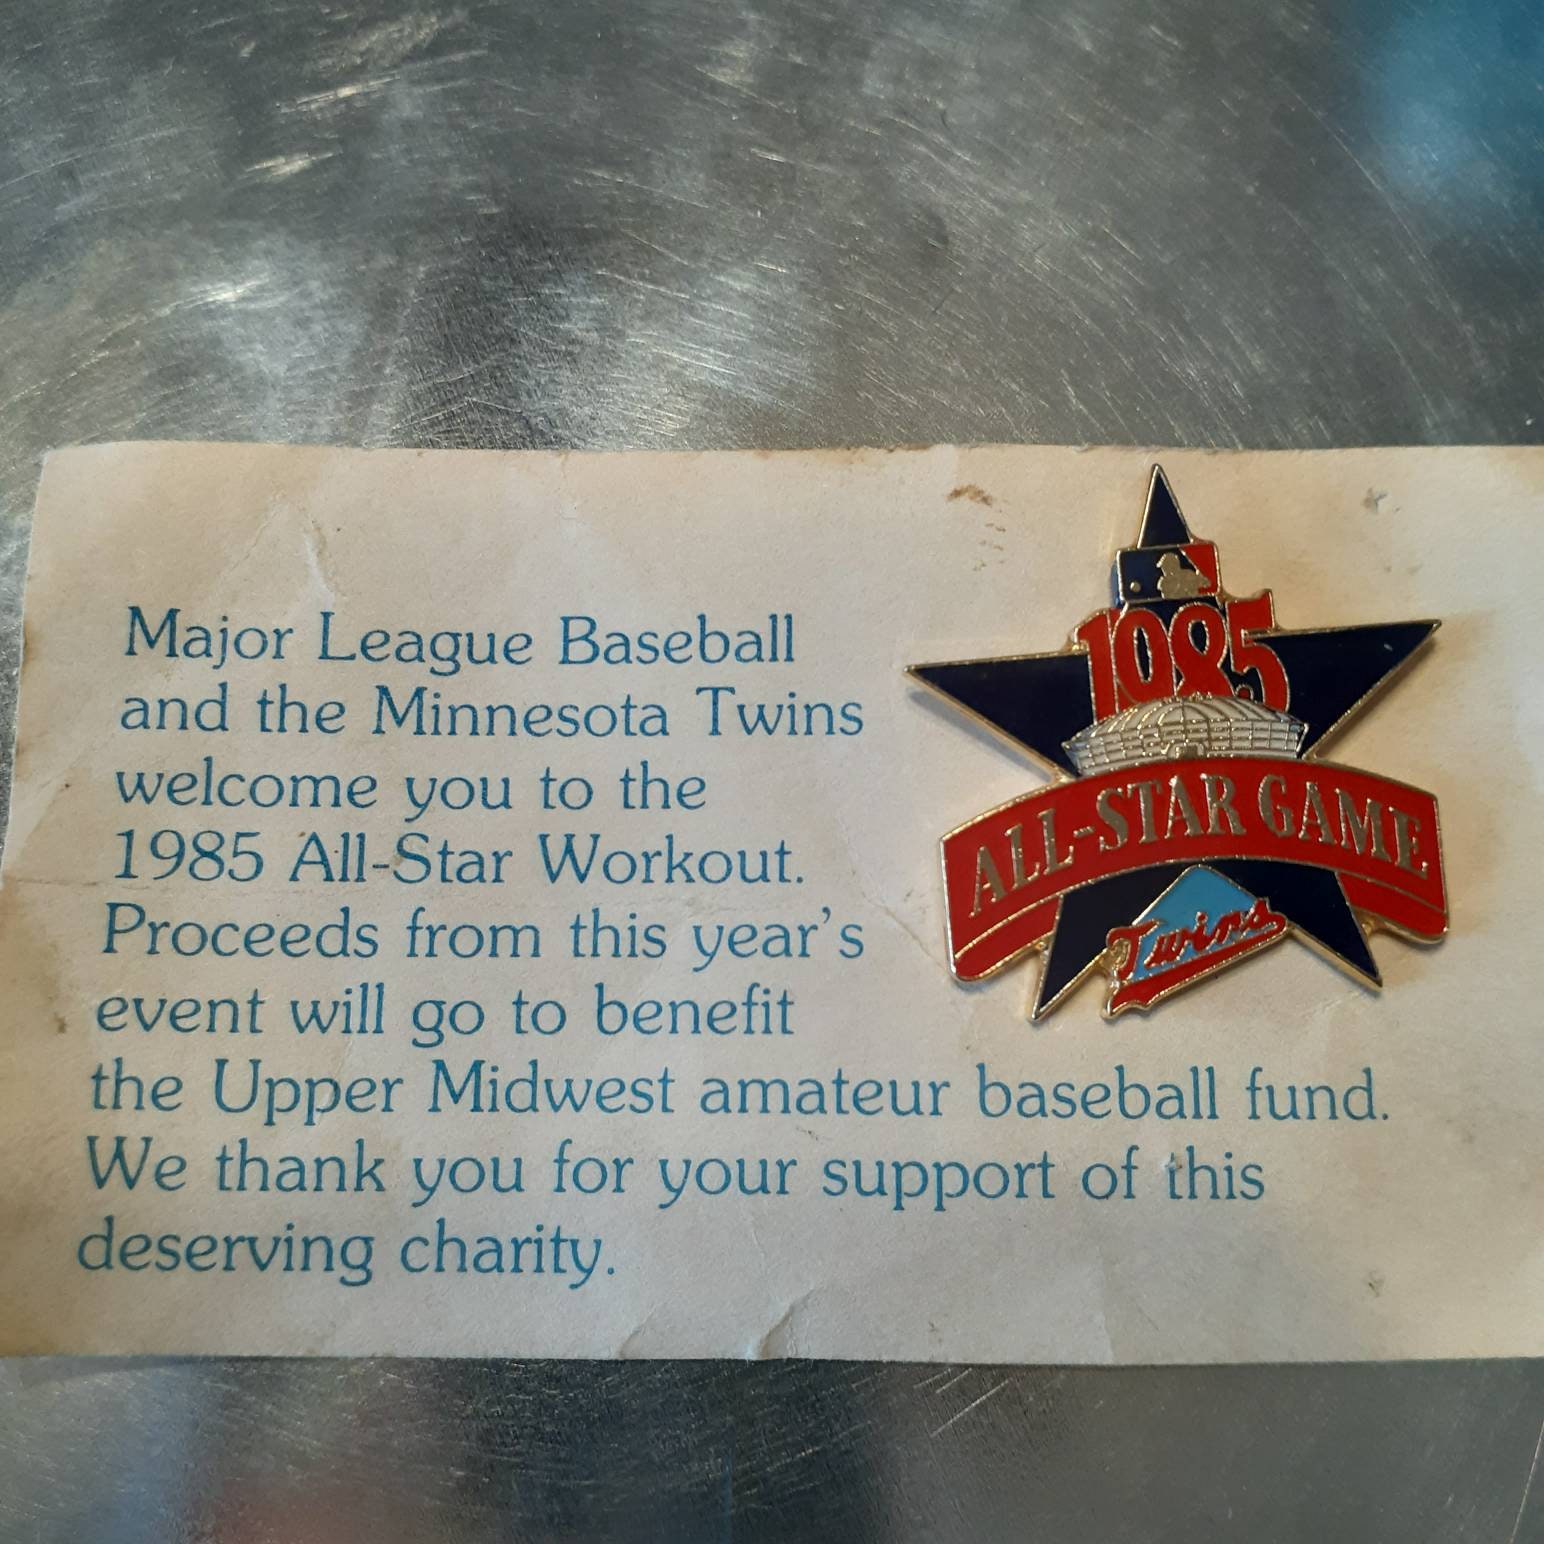 Major League Baseball
and the Minnesota Twins
welcome you to the
1985 All-Star Workout.
Proceeds from this year's
event will go to benefit
the Upper Midwest amateur baseball fund.
We thank you for your support of this
deserving charity.
1985
ALL-STAR GAME
Twins